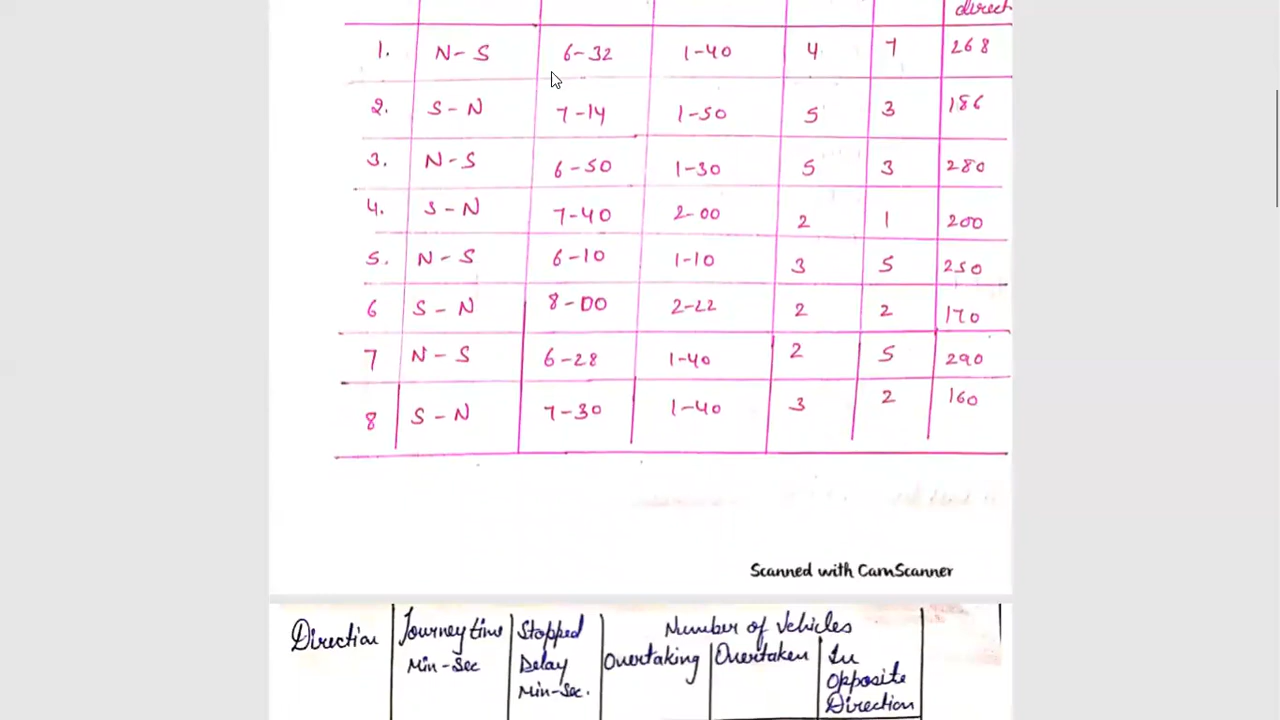 direct
1. N-S 6-32 1-40 4 7 268
2. S-N 7-14 1-50 5 3 186
3. N-S 6-50 1-30 5 3 280
4. S-N 7-40 2-00 2 1 200
5. N-S 6-10 1-10 3 5 250
6 S-N 8-00 2-22 2 2 170
7 N-S 6-28 1-40 2 5 290
8 S-N 7-30 1-40 3 2 160
Scanned with CamScanner
Direction Journey time Stopped Number of Vehicles
Min-Sec Delay Overtaking Overtaken In
Min-Sec. Opposite
Direction